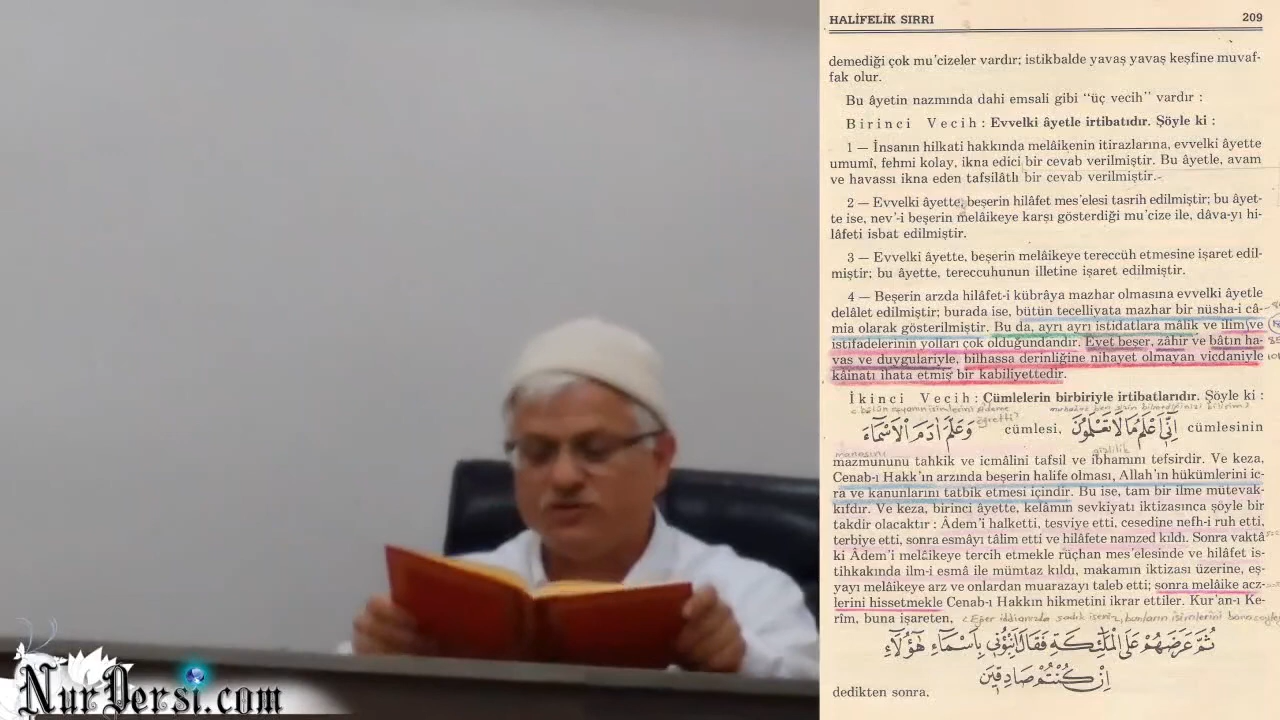 HALİFELİK SIRRI 209
demediği çok mu'cizeler vardır; istikbalde yavaş yavaş keşfine muvaf-
fak olur.
Bu âyetin nazmında dahi emsali gibi "üç vecih" vardır :
Birinci Vecih : Evvelki âyetle irtibatıdır. Şöyle ki :
1 — İnsanın hilkati hakkında melâikenin itirazlarına, evvelki âyette
umumî, fehmi kolay, ikna edici bir cevab verilmiştir. Bu âyetle, avam
ve havassı ikna eden tafsilâtlı bir cevab verilmiştir.
2 — Evvelki âyette, beşerin hilâfet mes'elesi tasrih edilmiştir; bu âyet-
te ise, nev'-i beşerin melâikeye karşı gösterdiği mu'cize ile, dâva-yı hi-
lâfeti isbat edilmiştir.
3 — Evvelki âyette, beşerin melâikeye tereccüh etmesine işaret edil-
miştir; bu âyette, tereccuhunun illetine işaret edilmiştir.
4 — Beşerin arzda hilâfet-i kübrâya mazhar olmasına evvelki âyetle
delâlet edilmiştir; burada ise, bütün tecelliyata mazhar bir nüsha-i câ-
mia olarak gösterilmiştir. Bu da, ayrı ayrı istidatlara mâlik ve ilim ve
istifadelerinin yolları çok olduğundandır. Evet beşer, zâhir ve bâtın ha-
vas ve duygulariyle, bilhassa derinliğine nihayet olmayan vicdaniyle
kâinatı ihata etmiş bir kabiliyettedir.
İkinci Vecih : Cümlelerin birbiriyle irtibatlarıdır. Şöyle ki :
وَعَلَّمَ اٰدَمَ الْاَسْمَٓاءَ cümlesi, اِنّٖٓي اَعْلَمُ مَا لَا تَعْلَمُونَ cümlesinin
mazmununu tahkik ve icmâlini tafsil ve ibhamını tefsirdir. Ve keza,
Cenab-ı Hakk'ın arzında beşerin halife olması, Allah'ın hükümlerini ic-
ra ve kanunlarını tatbik etmesi içindir. Bu ise, tam bir ilme mütevak-
kıfdır. Ve keza, birinci âyette, kelâmın sevkiyatı iktizasınca şöyle bir
takdir olacaktır : Âdem'i halketti, tesviye etti, cesedine nefh-i ruh etti,
terbiye etti, sonra esmâyı tâlim etti ve hilâfete namzed kıldı. Sonra vaktâ
ki Âdem'i melâikeye tercih etmekle rüçhan mes'elesinde ve hilâfet is-
tihkakında ilm-i esmâ ile mümtaz kıldı, makamın iktizası üzerine, eş-
yayı melâikeye arz ve onlardan muarazayı taleb etti; sonra melâike acz-
lerini hissetmekle Cenab-ı Hakkın hikmetini ikrar ettiler. Kur'an-ı Ke-
rîm, buna işareten,
ثُمَّ عَرَضَهُمْ عَلَى الْمَلٰٓئِكَةِ فَقَالَ اَنْبِؤُنٖي بِاَسْمَٓاءِ هٰٓؤُلَٓاءِ
اِنْ كُنْتُمْ صَادِقٖينَ
dedikten sonra.
NurDersi.com